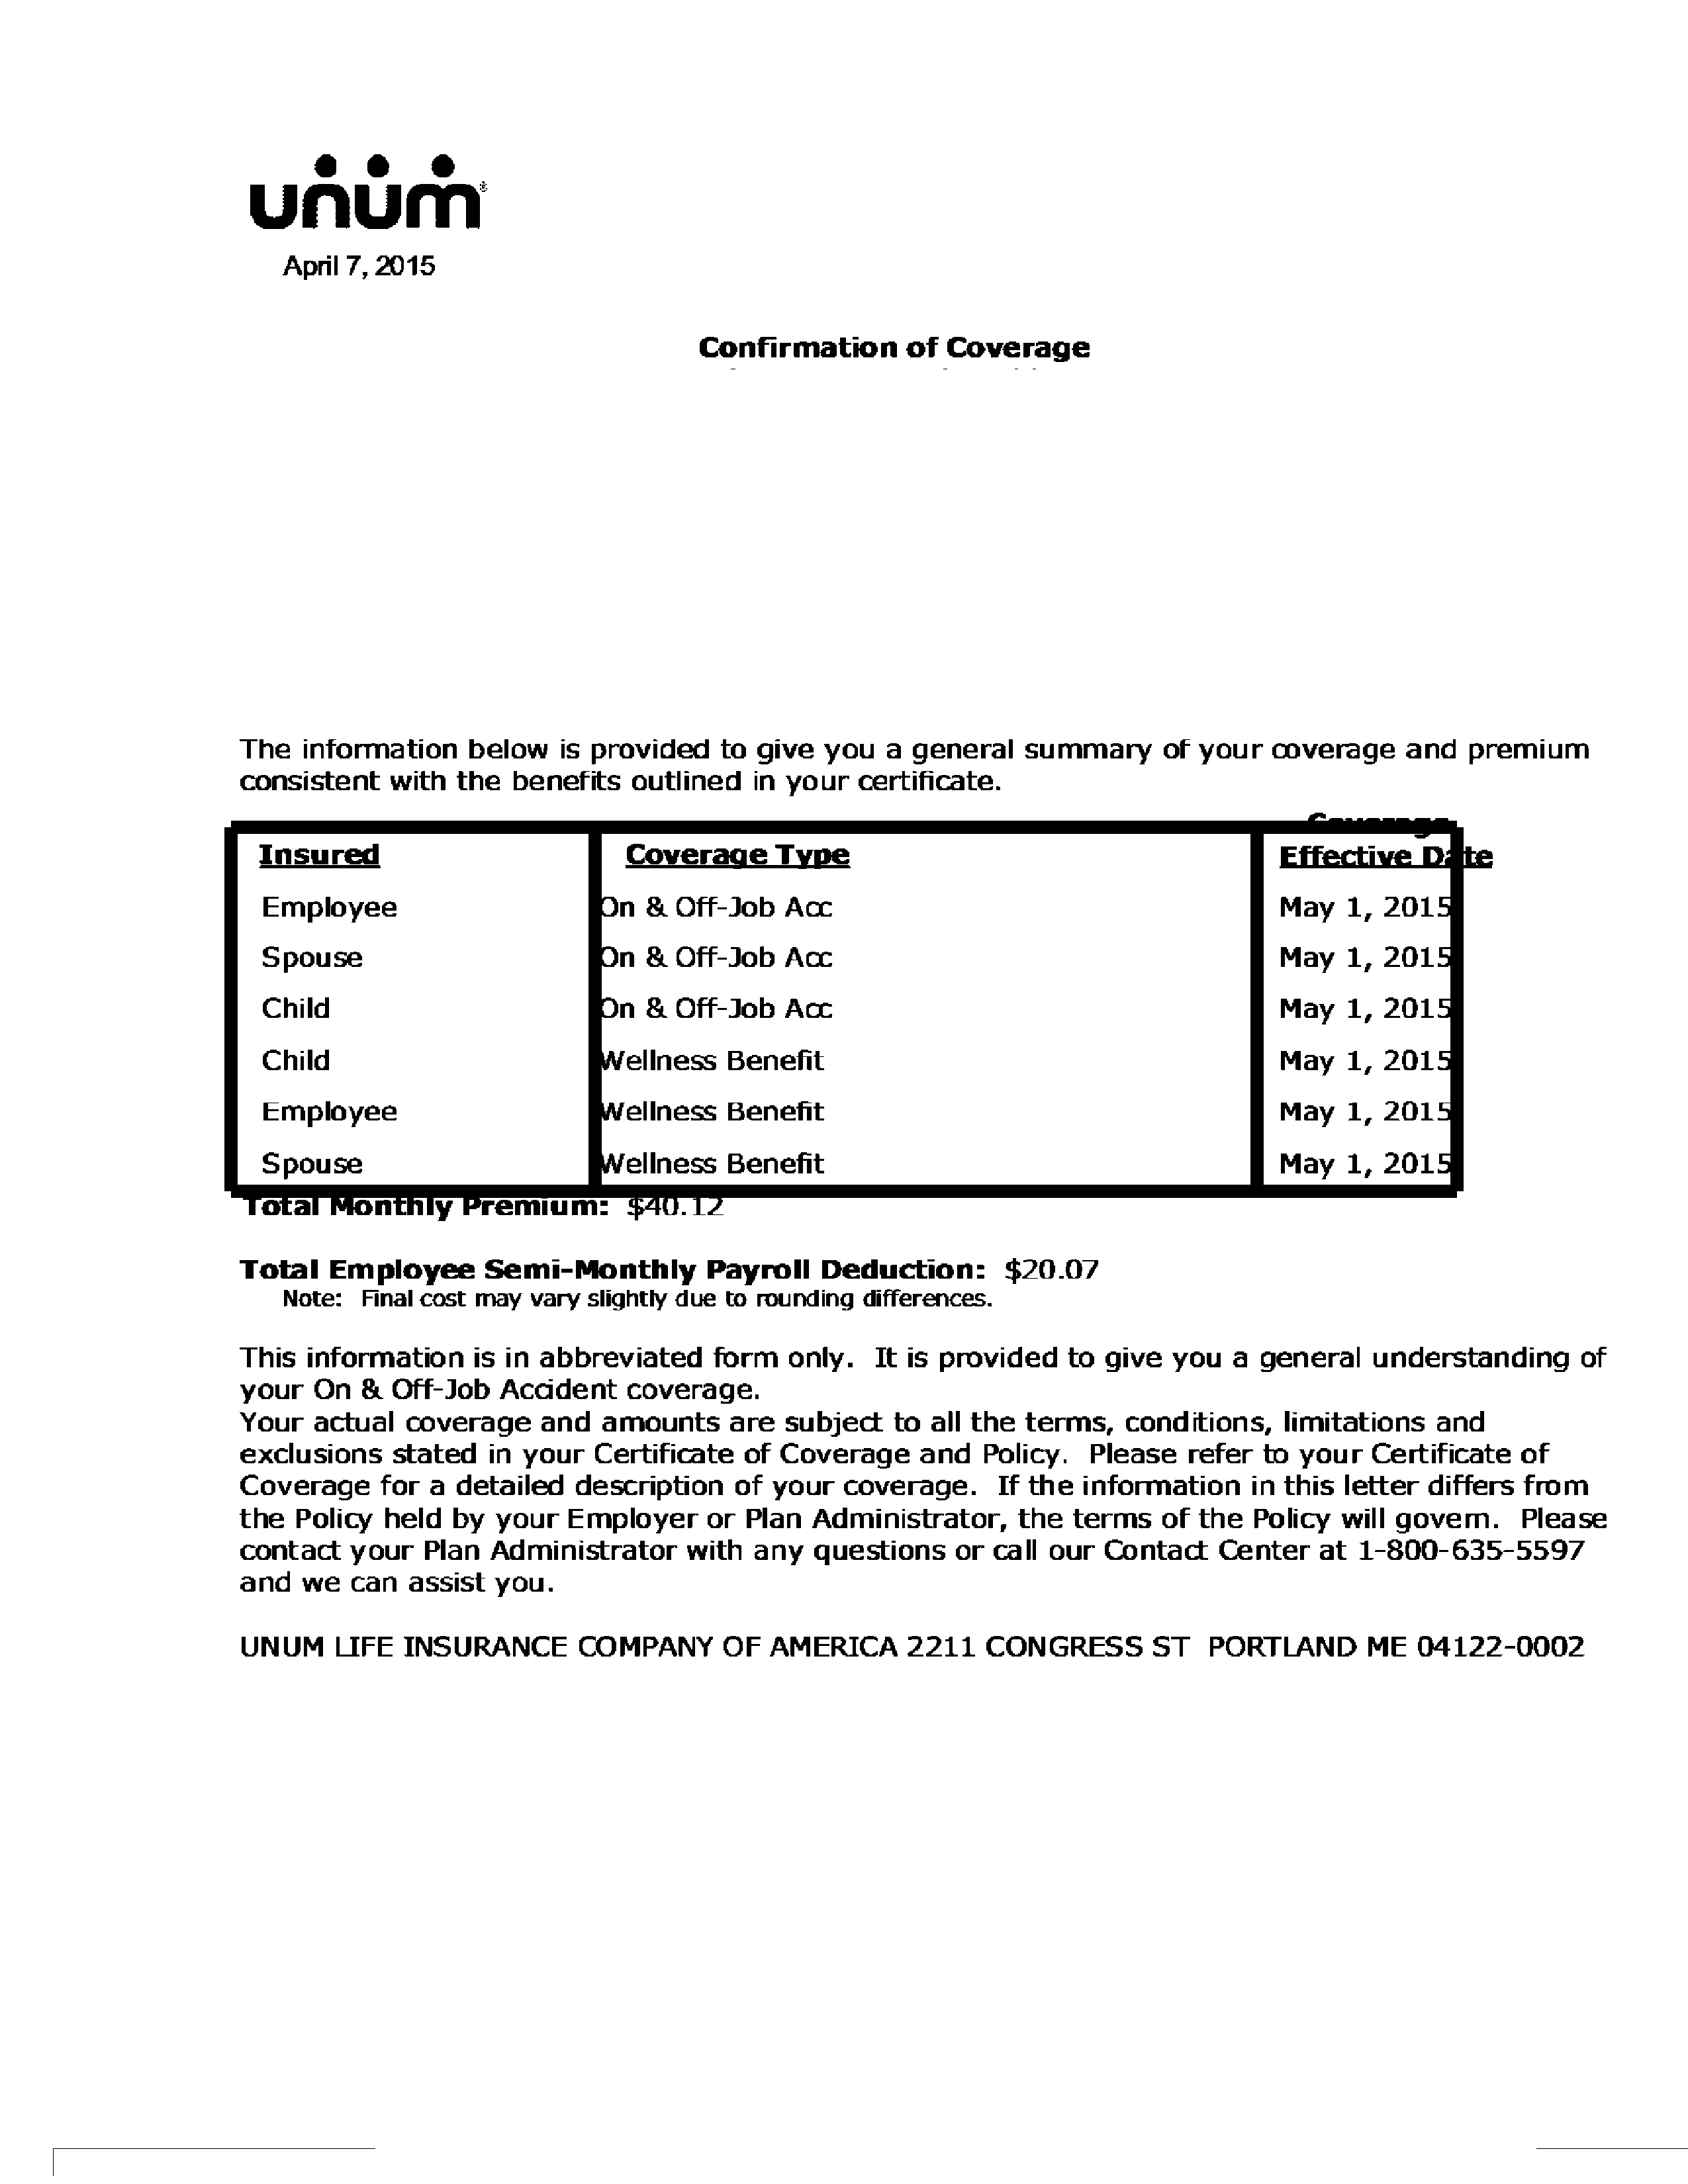 unum®
April 7, 2015
Confirmation of Coverage
The information below is provided to give you a general summary of your coverage and premium
consistent with the benefits outlined in your certificate.
Coverage
Insured Coverage Type Effective Date
Employee On & Off-Job Acc May 1, 2015
Spouse On & Off-Job Acc May 1, 2015
Child On & Off-Job Acc May 1, 2015
Child Wellness Benefit May 1, 2015
Employee Wellness Benefit May 1, 2015
Spouse Wellness Benefit May 1, 2015
Total Monthly Premium: $40.12
Total Employee Semi-Monthly Payroll Deduction: $20.07
Note: Final cost may vary slightly due to rounding differences.
This information is in abbreviated form only. It is provided to give you a general understanding of
your On & Off-Job Accident coverage.
Your actual coverage and amounts are subject to all the terms, conditions, limitations and
exclusions stated in your Certificate of Coverage and Policy. Please refer to your Certificate of
Coverage for a detailed description of your coverage. If the information in this letter differs from
the Policy held by your Employer or Plan Administrator, the terms of the Policy will govern. Please
contact your Plan Administrator with any questions or call our Contact Center at 1-800-635-5597
and we can assist you.
UNUM LIFE INSURANCE COMPANY OF AMERICA 2211 CONGRESS ST PORTLAND ME 04122-0002